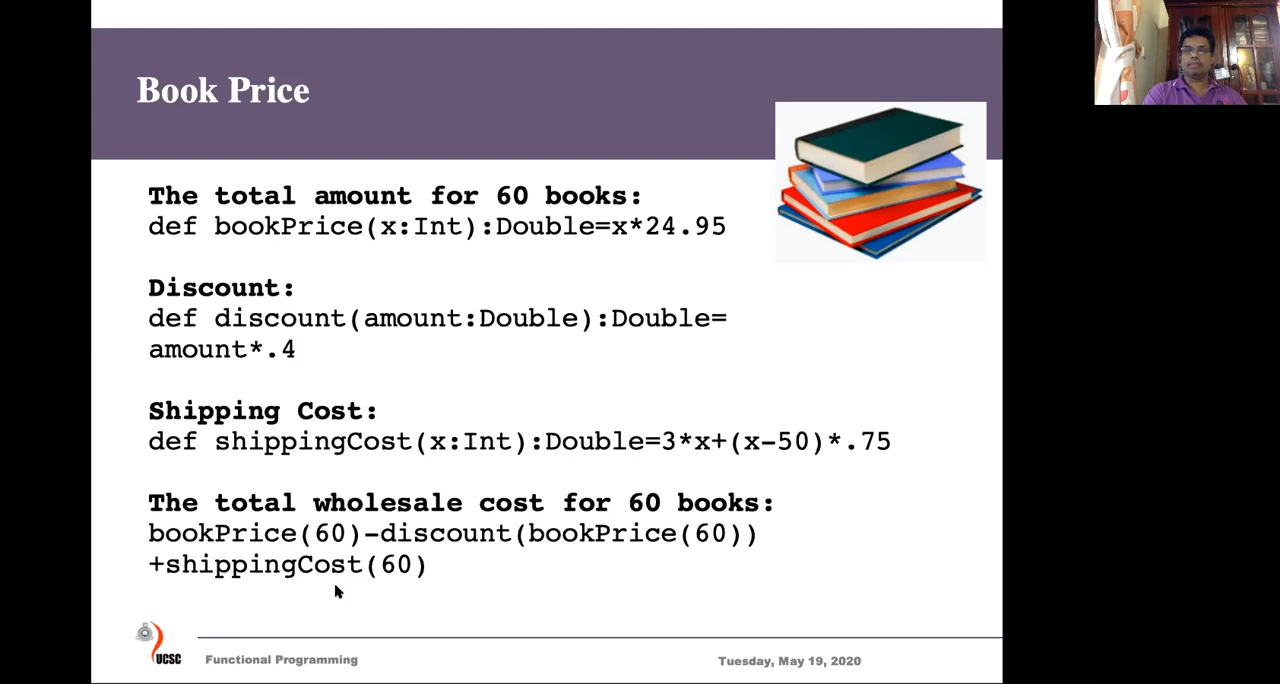 Book Price
The total amount for 60 books:
def bookPrice(x:Int):Double=x*24.95
Discount:
def discount(amount:Double):Double=
amount*.4
Shipping Cost:
def shippingCost(x:Int):Double=3*x+(x-50)*.75
The total wholesale cost for 60 books:
bookPrice(60)-discount(bookPrice(60))
+shippingCost(60)
UCSC
Functional Programming
Tuesday, May 19, 2020